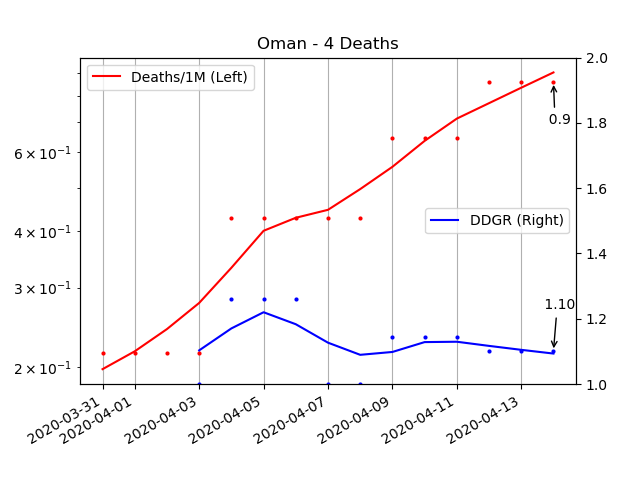 Oman - 4 Deaths
Deaths/1M (Left)
DDGR (Right)
0.9
1.10
6 × 10⁻¹
4 × 10⁻¹
3 × 10⁻¹
2 × 10⁻¹
2.0
1.8
1.6
1.4
1.2
1.0
2020-03-31
2020-04-01
2020-04-03
2020-04-05
2020-04-07
2020-04-09
2020-04-11
2020-04-13